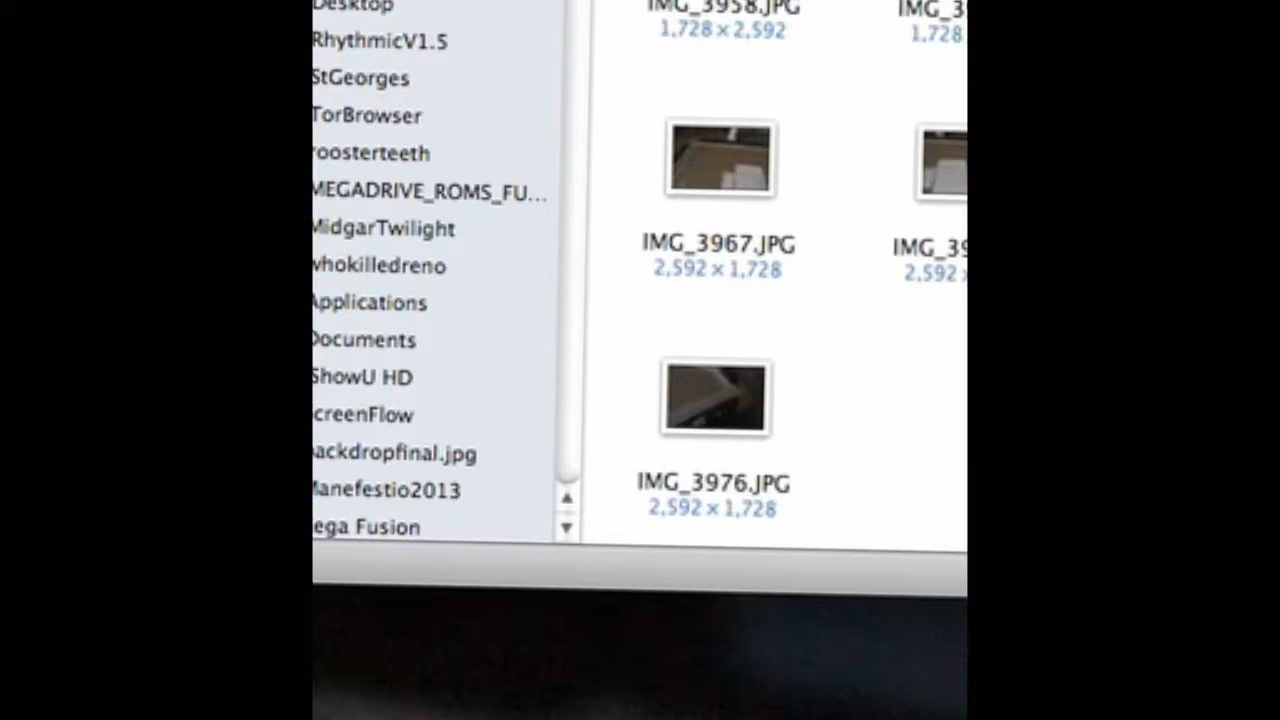 Desktop
RhythmicV1.5
StGeorges
TorBrowser
roosterteeth
MEGADRIVE_ROMS_FU...
MidgarTwilight
whokilledreno
Applications
Documents
ShowU HD
creenFlow
ackdropfinal.jpg
Manefestio2013
ega Fusion
IMG_3958.JPG
1,728 × 2,592
IMG_39
1,728
IMG_3967.JPG
2,592 × 1,728
IMG_39
2,592 ×
IMG_3976.JPG
2,592 × 1,728